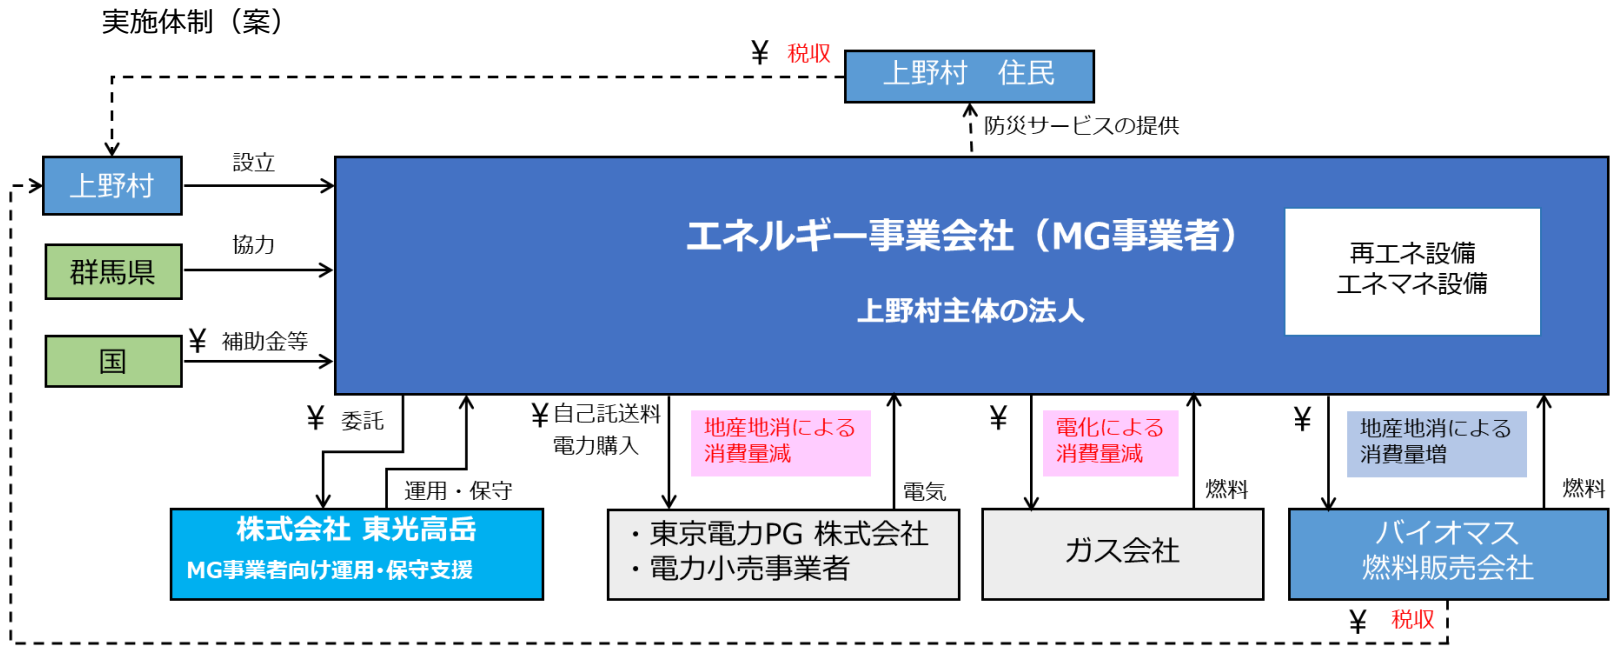 実施体制（案）
¥ 税収
上野村　住民
防災サービスの提供
上野村
設立
群馬県
協力
国
¥ 補助金等
エネルギー事業会社（MG事業者）
上野村主体の法人
再エネ設備
エネマネ設備
¥ 委託
運用・保守
¥ 自己託送料
電力購入
地産地消による
消費量減
電気
¥
電化による
消費量減
燃料
¥
地産地消による
消費量増
燃料
株式会社 東光高岳
MG事業者向け運用・保守支援
・東京電力PG 株式会社
・電力小売事業者
ガス会社
バイオマス
燃料販売会社
¥ 税収